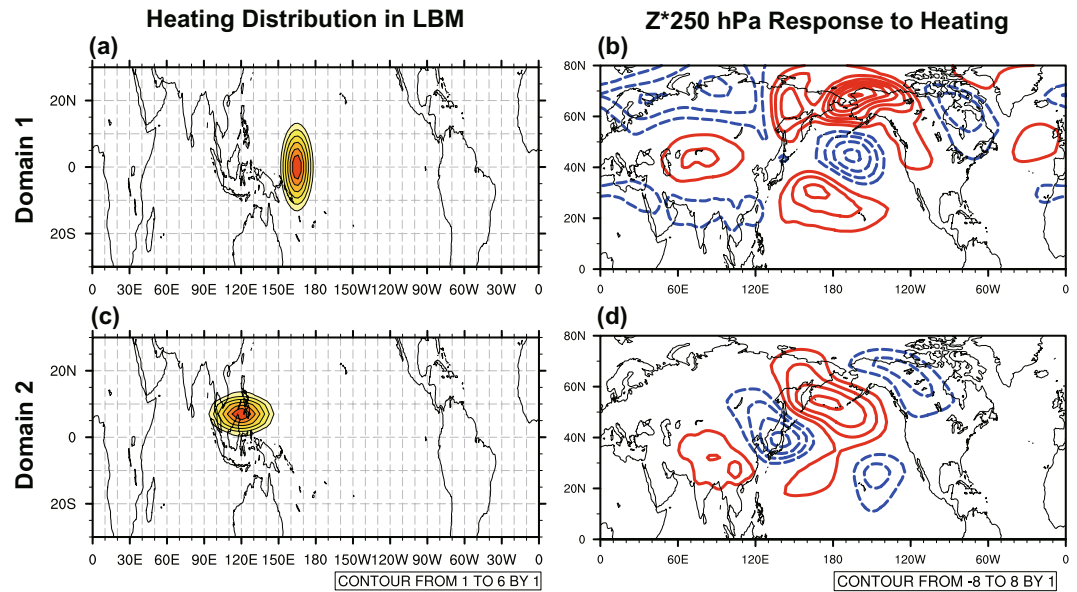 Heating Distribution in LBM
Z*250 hPa Response to Heating
(a)
(b)
Domain 1
20N
0
20S
0 30E 60E 90E 120E 150E 180 150W 120W 90W 60W 30W 0
80N
60N
40N
20N
0
0 60E 120E 180 120W 60W 0
(c)
(d)
Domain 2
20N
0
20S
0 30E 60E 90E 120E 150E 180 150W 120W 90W 60W 30W 0
CONTOUR FROM 1 TO 6 BY 1
80N
60N
40N
20N
0
0 60E 120E 180 120W 60W 0
CONTOUR FROM -8 TO 8 BY 1